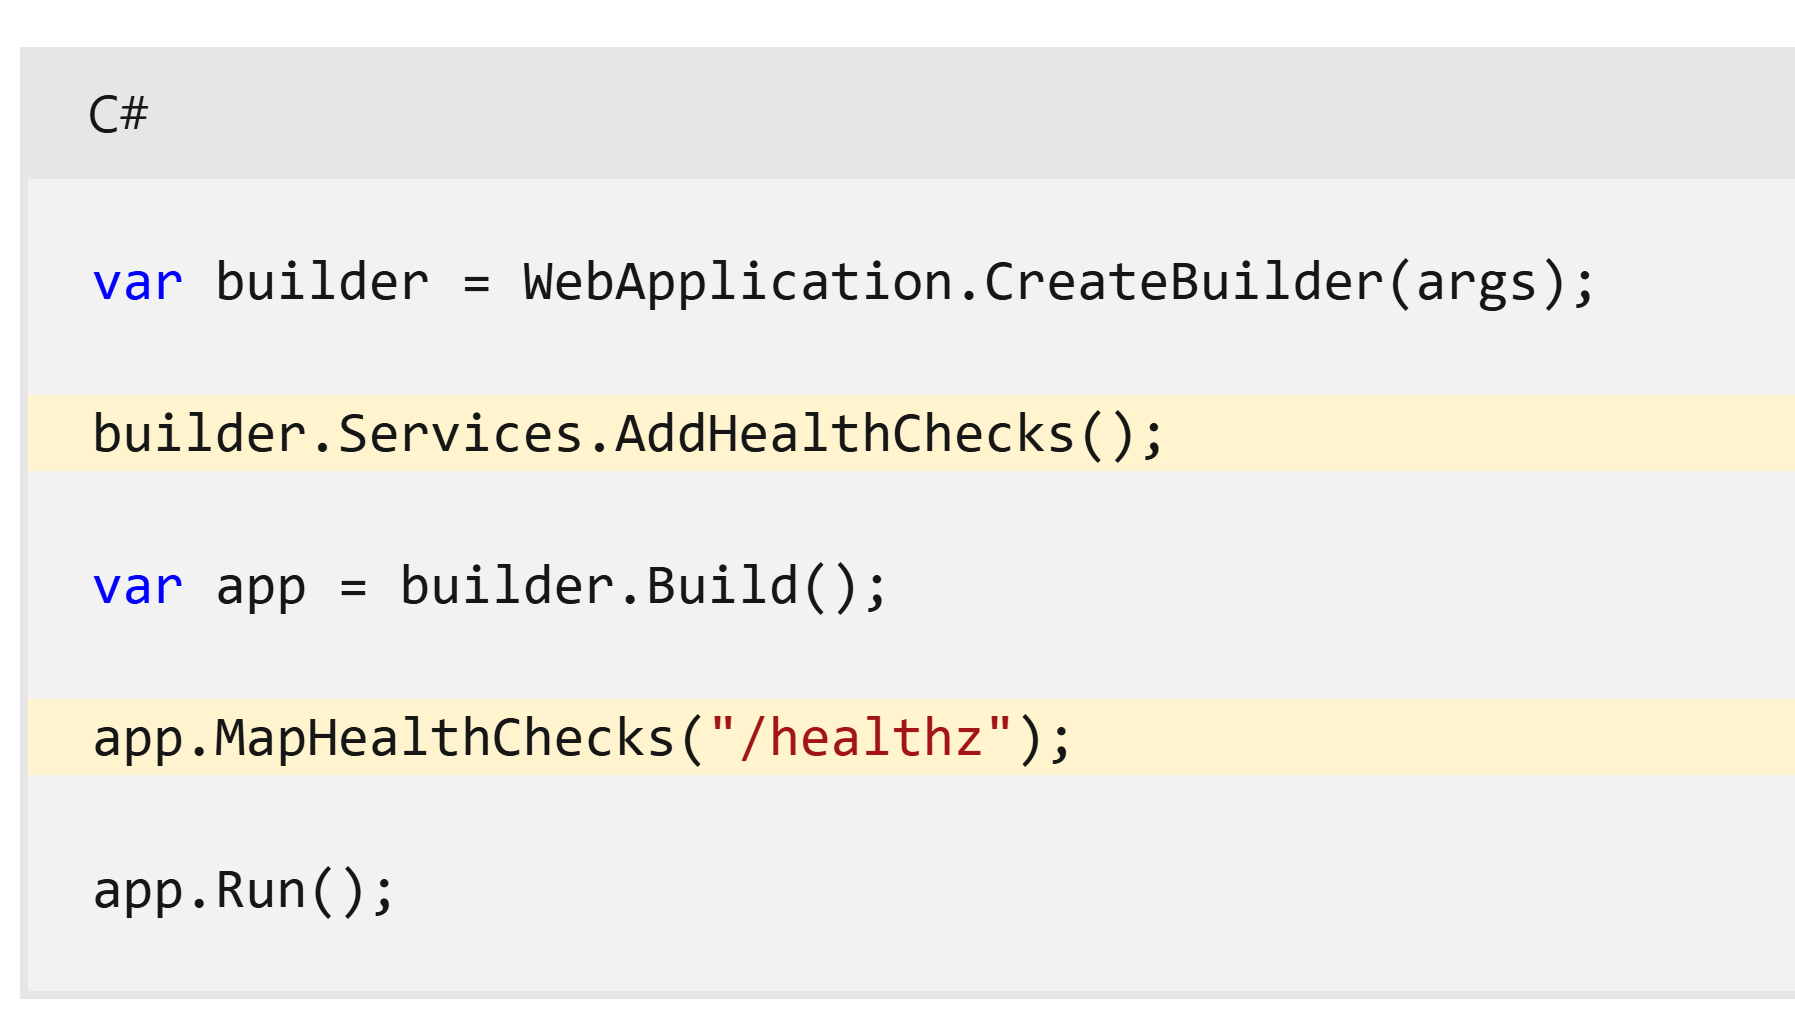 C#
var builder = WebApplication.CreateBuilder(args);
builder.Services.AddHealthChecks();
var app = builder.Build();
app.MapHealthChecks("/healthz");
app.Run();